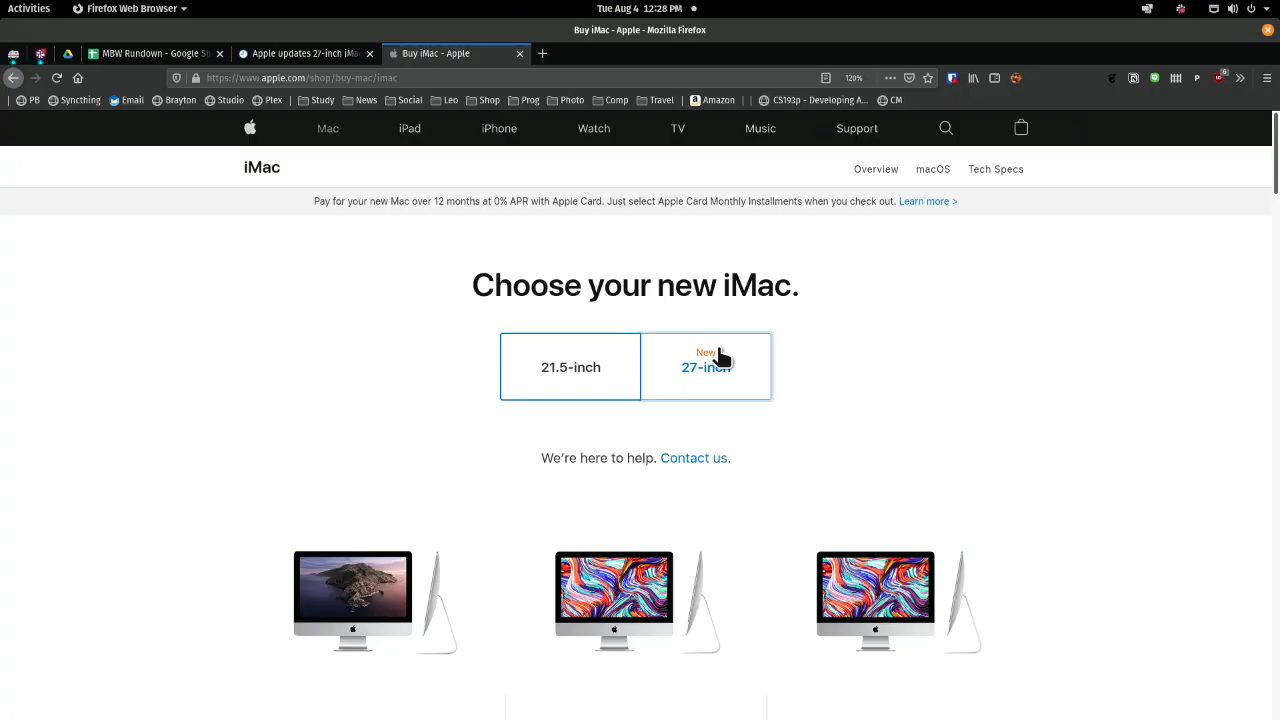 Activities
Firefox Web Browser
Tue Aug 4 12:28 PM
Buy iMac - Apple - Mozilla Firefox
MBW Rundown - Google
Apple updates 27-inch iMa
Buy iMac - Apple
https://www.apple.com/shop/buy-mac/imac
120%
6
PB
Syncthing
Email
Brayton
Studio
Plex
Study
News
Social
Leo
Shop
Prog
Photo
Comp
Travel
Amazon
CS193p - Developing A...
CM
Mac
iPad
iPhone
Watch
TV
Music
Support
iMac
Overview
macOS
Tech Specs
Pay for your new Mac over 12 months at 0% APR with Apple Card. Just select Apple Card Monthly Installments when you check out. Learn more >
Choose your new iMac.
New
21.5-inch
27-inch
We're here to help. Contact us.